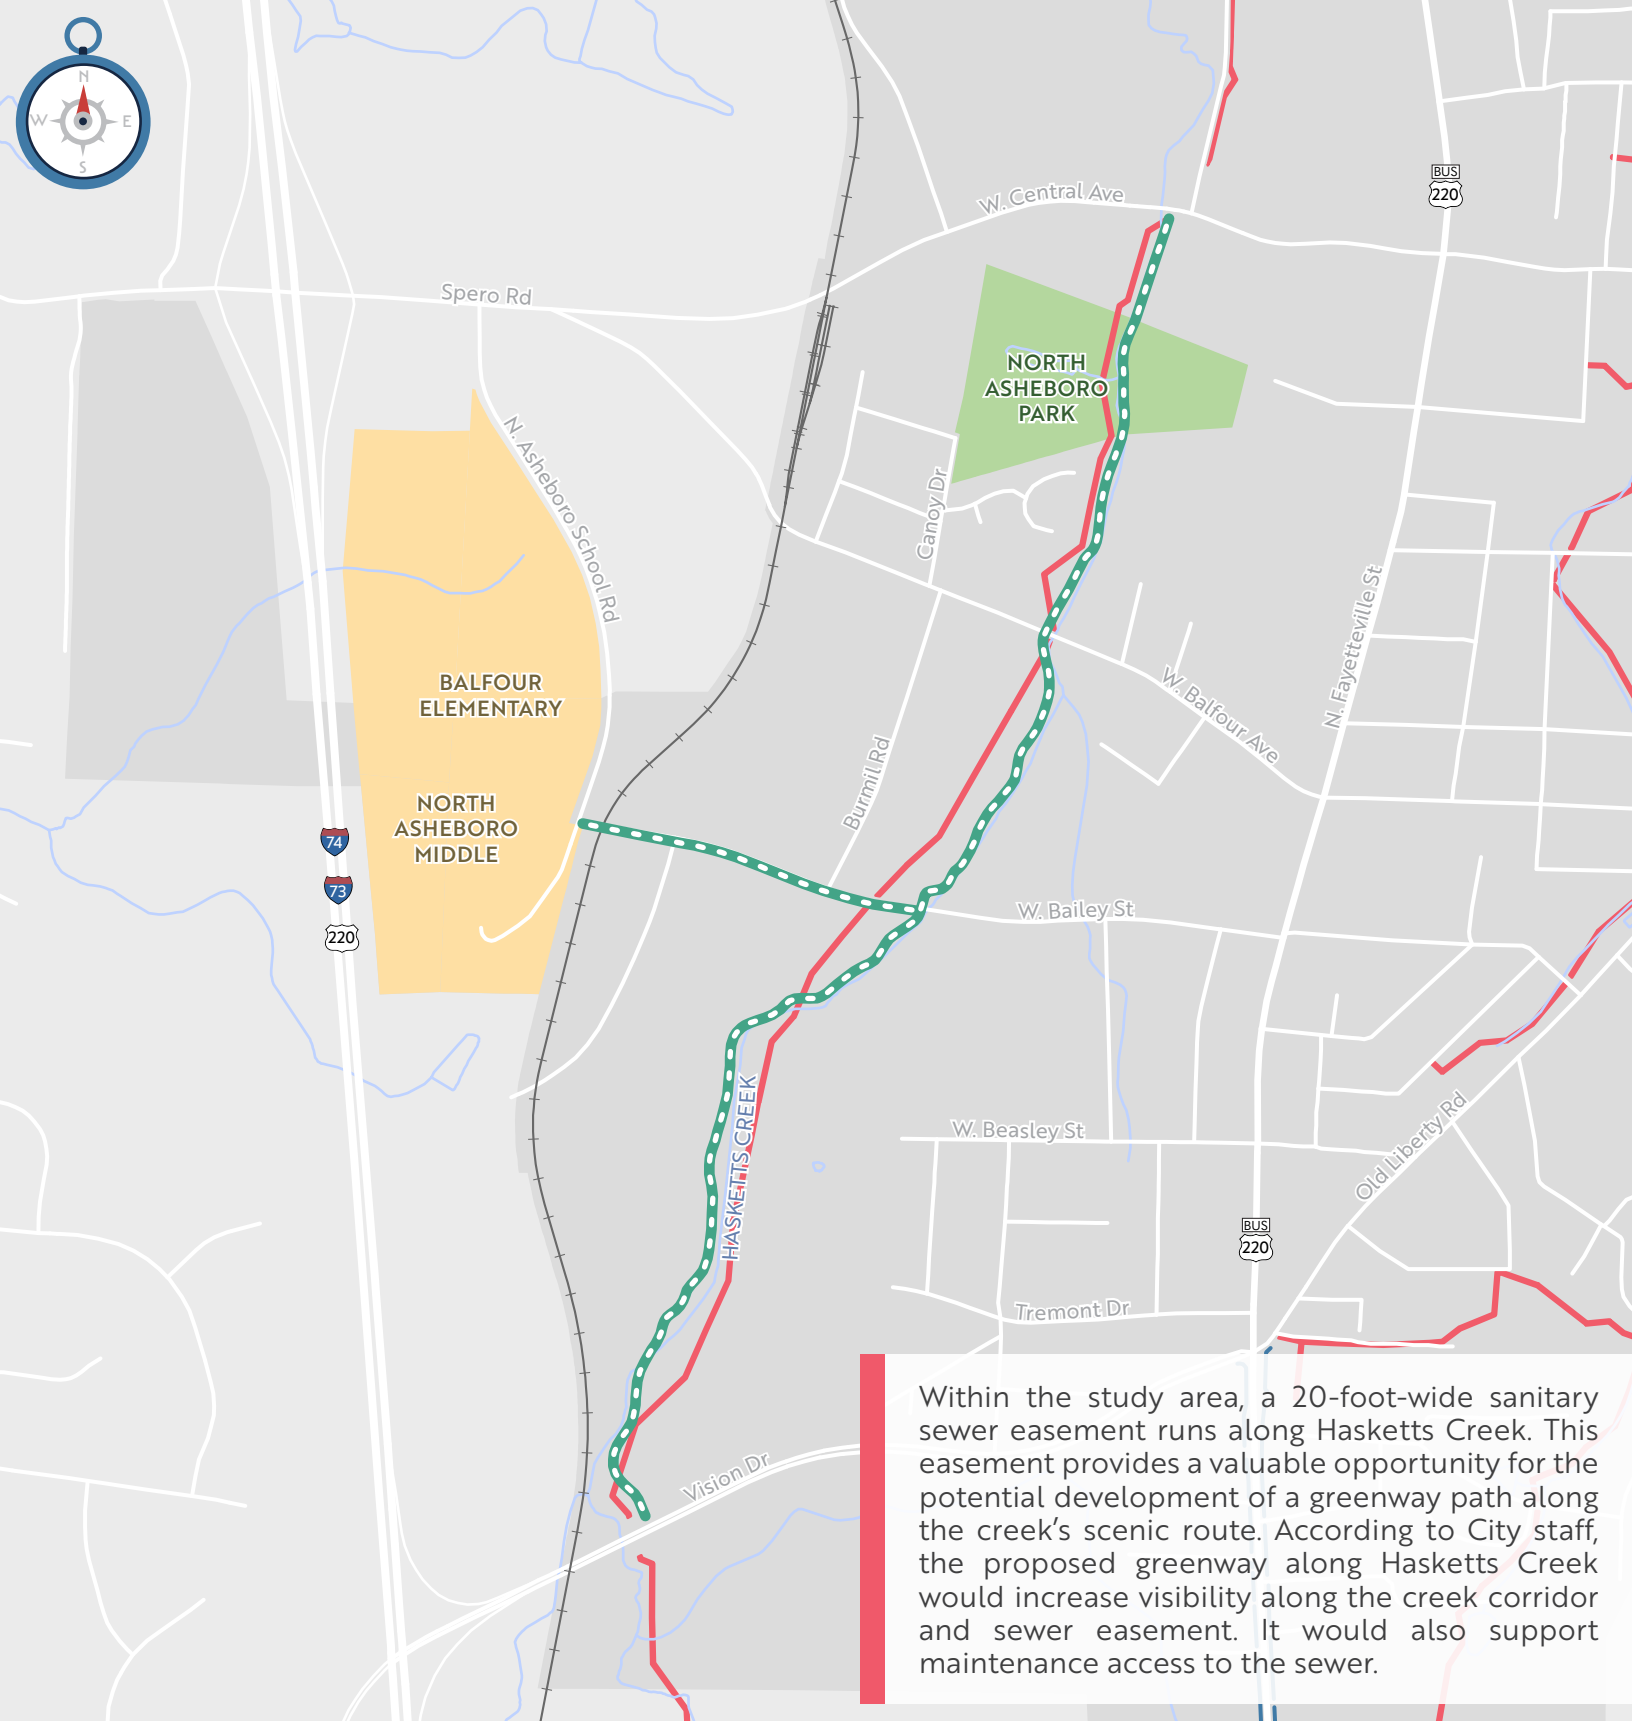 N
W
E
S
W. Central Ave
BUS
220
Spero Rd
NORTH
ASHEBORO
PARK
N. Asheboro School Rd
Canoy Dr
N. Fayetteville St
BALFOUR
ELEMENTARY
W. Balfour Ave
Burmil Rd
NORTH
ASHEBORO
MIDDLE
74
73
220
W. Bailey St
HASKETTS CREEK
W. Beasley St
Old Liberty Rd
BUS
220
Tremont Dr
Vision Dr
Within the study area, a 20-foot-wide sanitary
sewer easement runs along Hasketts Creek. This
easement provides a valuable opportunity for the
potential development of a greenway path along
the creek’s scenic route. According to City staff,
the proposed greenway along Hasketts Creek
would increase visibility along the creek corridor
and sewer easement. It would also support
maintenance access to the sewer.